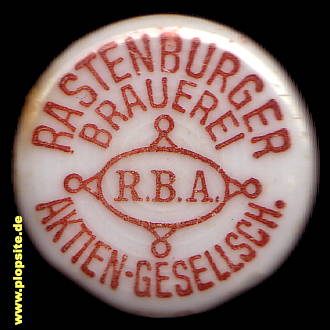 RASTENBURGER
BRAUEREI
R.B.A.
AKTIEN-GESELLSCH.
www.plopsite.de